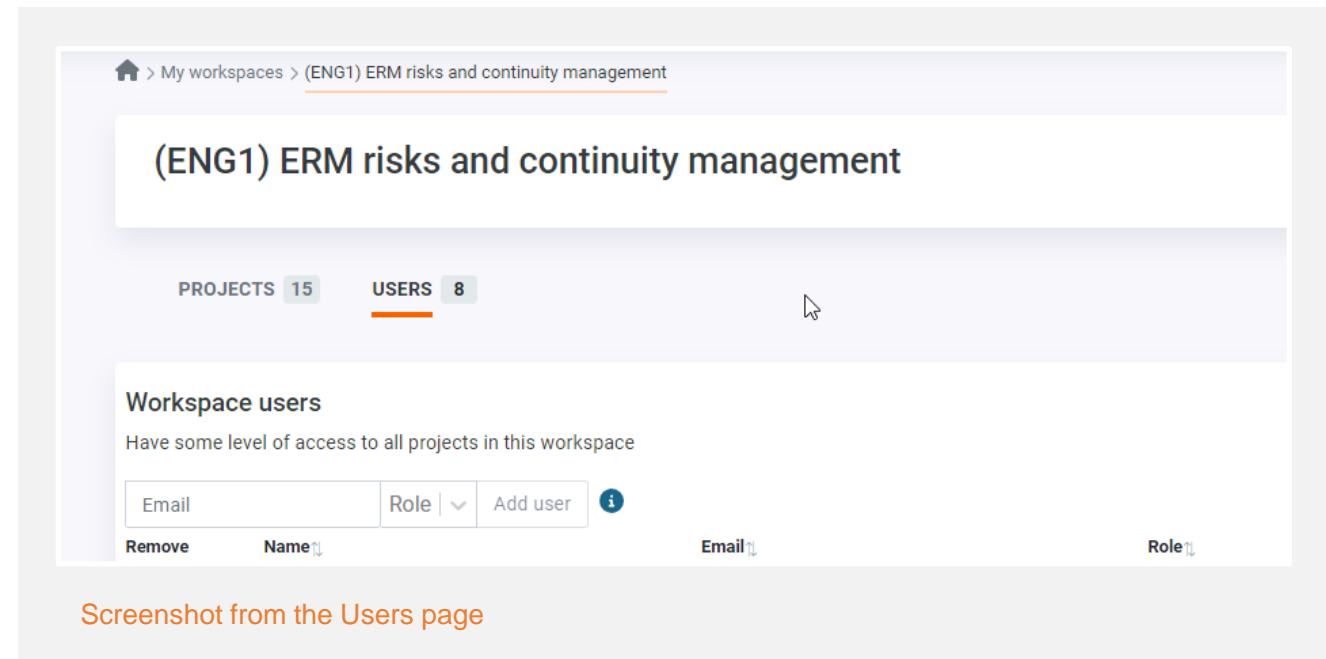 > My workspaces > (ENG1) ERM risks and continuity management
(ENG1) ERM risks and continuity management
PROJECTS 15 USERS 8
Workspace users
Have some level of access to all projects in this workspace
Email Role Add user i
Remove Name Email Role
Screenshot from the Users page